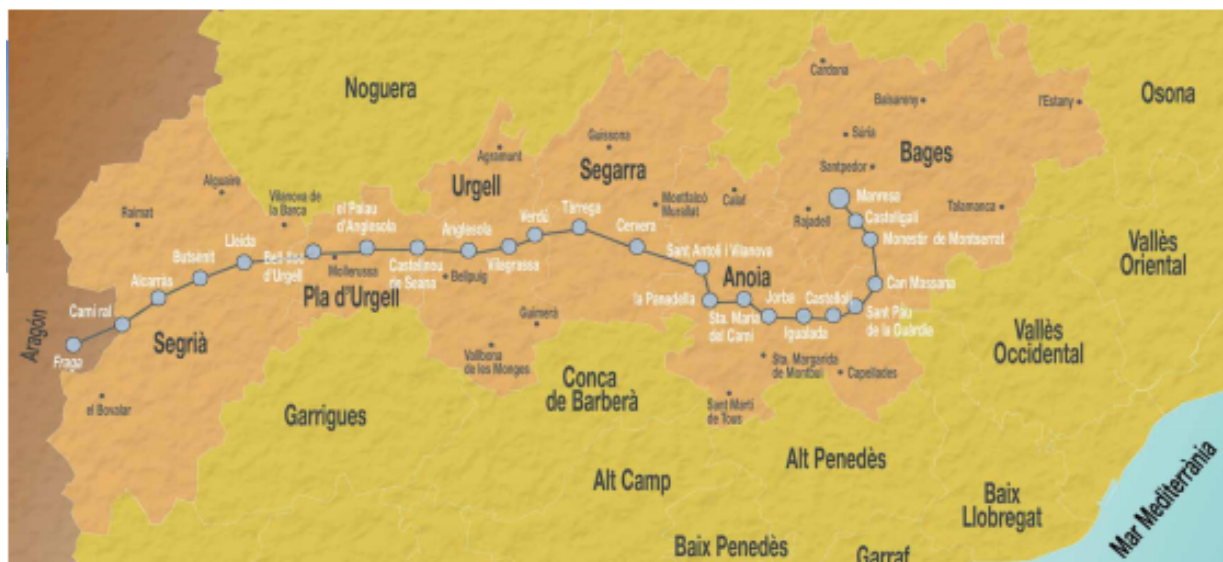 Cardona
Balsareny
l'Estany
Osona
Noguera
Súria
Guissona
Agramunt
Segarra
Bages
Santpedor
Urgell
Alguaire
Vilanova de
la Barca
el Palau
d'Anglesola
Montfalcó
Murallat
Calaf
Manresa
Rajadell
Castellgalí
Talamanca
Raimat
Lleida
Anglesola
Verdú
Tàrrega
Cervera
Monestir de Montserrat
Butsènit
Bell-lloc
d'Urgell
Mollerussa
Castellnou
de Seana
Bellpuig
Vilagrassa
Sant Antolí i Vilanova
Vallès
Oriental
Alcarràs
Pla d'Urgell
Anoia
Can Massana
Camí ral
la Panadella
Jorba
Castellolí
Aragón
Segrià
Guimerà
Sta. Maria
del Camí
Igualada
Sant Pau
de la Guàrdia
Vallès
Occidental
Fraga
Vallbona
de les Monges
Sta. Margarida
de Montbui
Capellades
Conca
de Barberà
el Bovalar
Garrigues
Sant Martí
de Tous
Alt Camp
Alt Penedès
Baix
Llobregat
Mar Mediterrània
Baix Penedès
Garraf